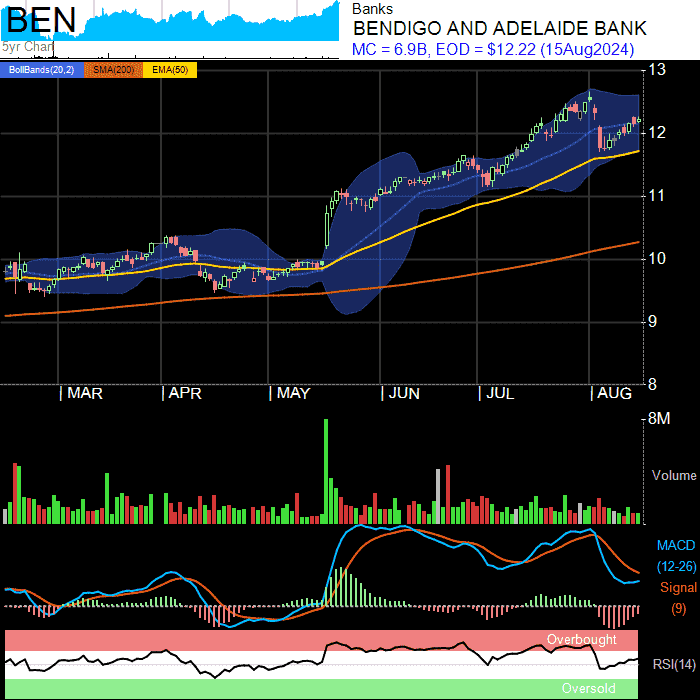 BEN
5yr Chart
Banks
BENDIGO AND ADELAIDE BANK
MC = 6.9B, EOD = $12.22 (15Aug2024)
BollBands(20,2) SMA(200) EMA(50)
13
12
11
10
9
8
MAR APR MAY JUN JUL AUG
8M
Volume
MACD
(12-26)
Signal
(9)
Overbought
RSI(14)
Oversold